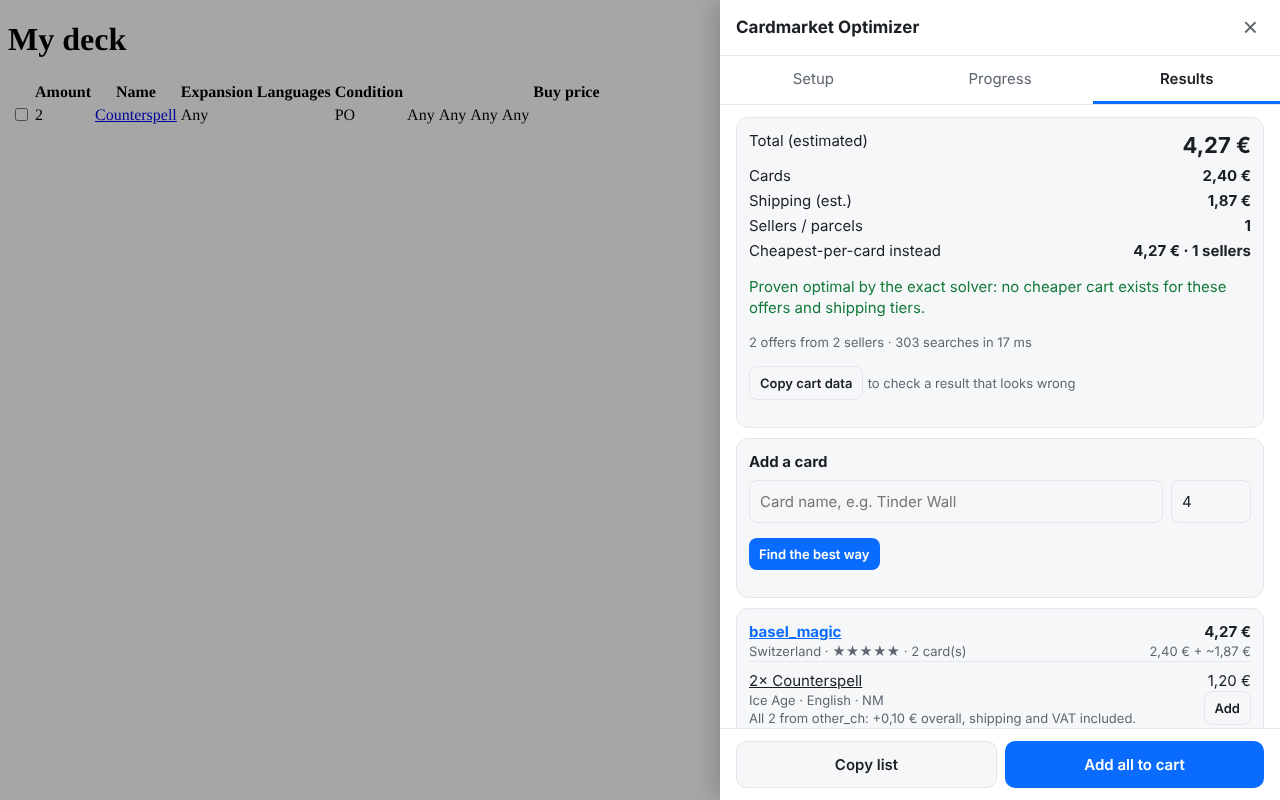 My deck
Amount Name Expansion Languages Condition Buy price
2 Counterspell Any PO Any Any Any Any
Cardmarket Optimizer ✕
Setup Progress Results
Total (estimated) 4,27 €
Cards 2,40 €
Shipping (est.) 1,87 €
Sellers / parcels 1
Cheapest-per-card instead 4,27 € · 1 sellers
Proven optimal by the exact solver: no cheaper cart exists for these
offers and shipping tiers.
2 offers from 2 sellers · 303 searches in 17 ms
Copy cart data to check a result that looks wrong
Add a card
Card name, e.g. Tinder Wall 4
Find the best way
basel_magic 4,27 €
Switzerland · ★★★★★ · 2 card(s) 2,40 € + ~1,87 €
2× Counterspell 1,20 €
Ice Age · English · NM
Add
All 2 from other_ch: +0,10 € overall, shipping and VAT included.
Copy list Add all to cart